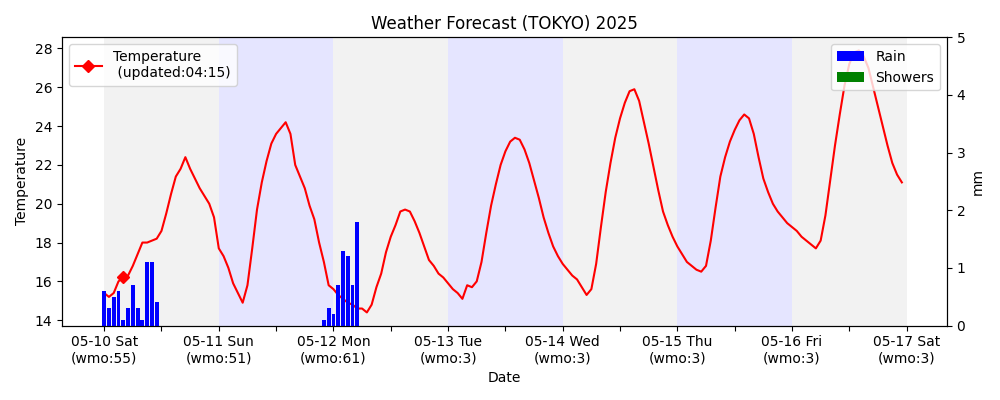 Weather Forecast (TOKYO) 2025
Temperature
(updated:04:15)
Rain
Showers
28
26
24
22
20
18
16
14
Temperature
5
4
3
2
1
0
mm
05-10 Sat
(wmo:55)
05-11 Sun
(wmo:51)
05-12 Mon
(wmo:61)
05-13 Tue
(wmo:3)
05-14 Wed
(wmo:3)
05-15 Thu
(wmo:3)
05-16 Fri
(wmo:3)
05-17 Sat
(wmo:3)
Date